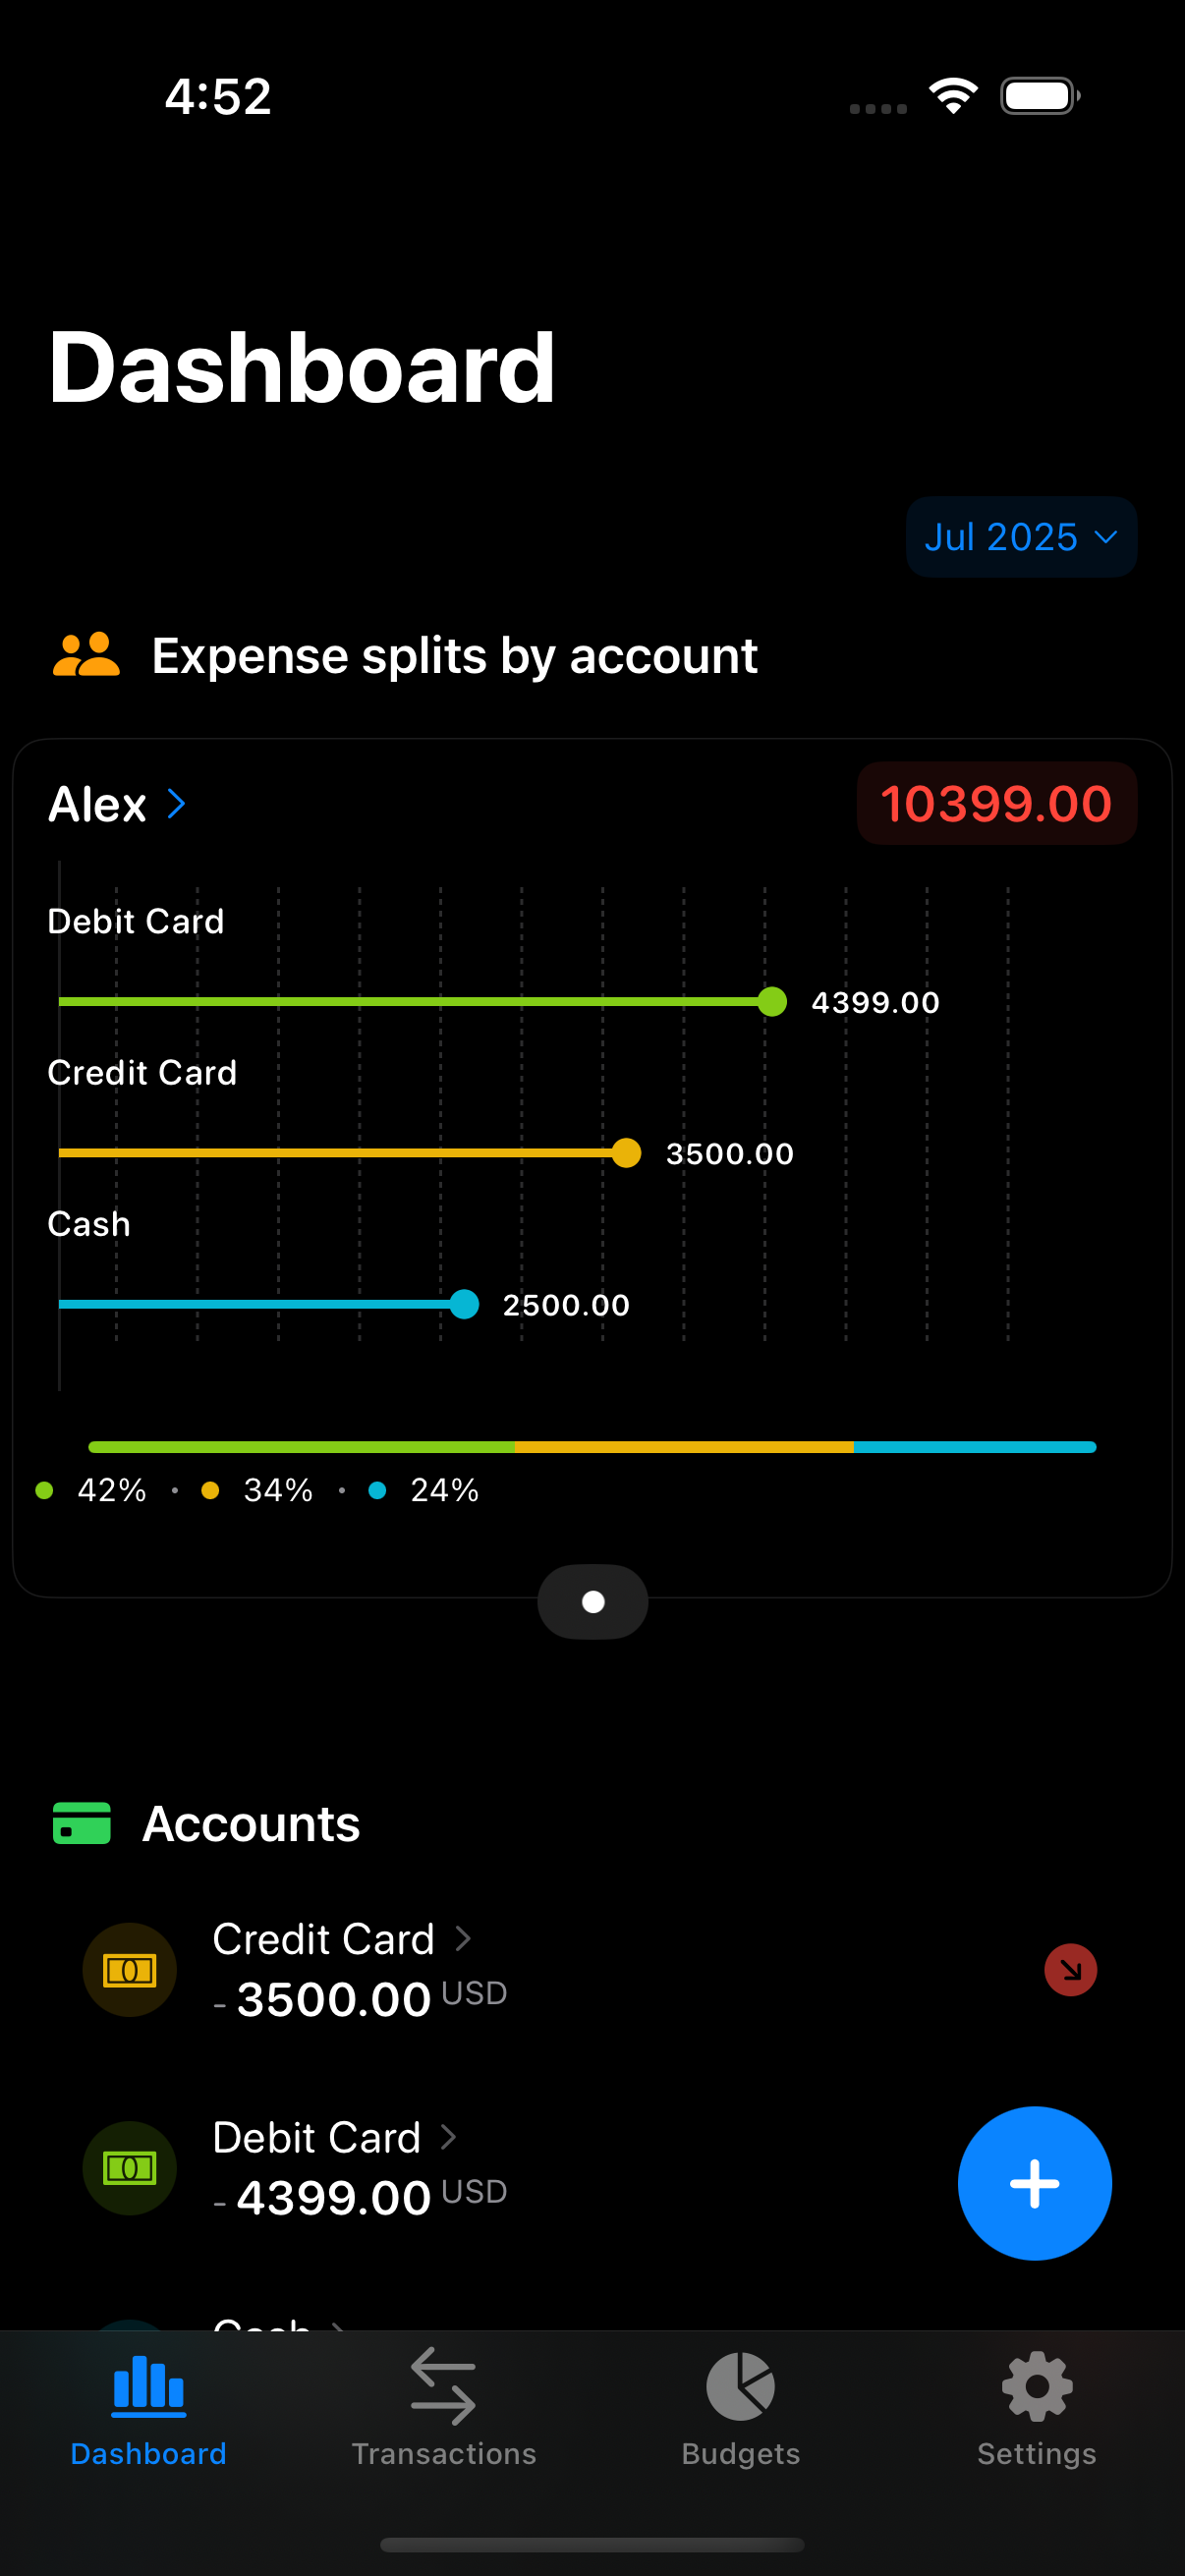 4:52
Dashboard
Jul 2025
Expense splits by account
Alex
10399.00
Debit Card
4399.00
Credit Card
3500.00
Cash
2500.00
42% · 34% · 24%
Accounts
Credit Card
- 3500.00 USD
Debit Card
- 4399.00 USD
Cash
Dashboard
Transactions
Budgets
Settings